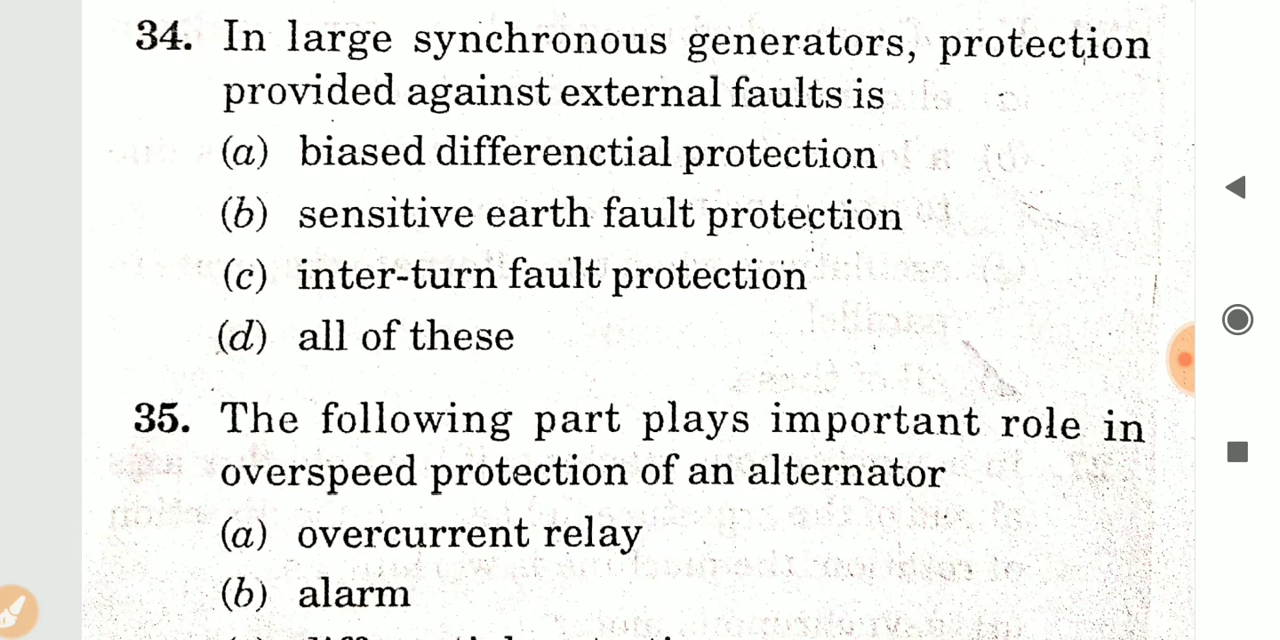 34. In large synchronous generators, protection
provided against external faults is
(a) biased differenctial protection
(b) sensitive earth fault protection
(c) inter-turn fault protection
(d) all of these
35. The following part plays important role in
overspeed protection of an alternator
(a) overcurrent relay
(b) alarm